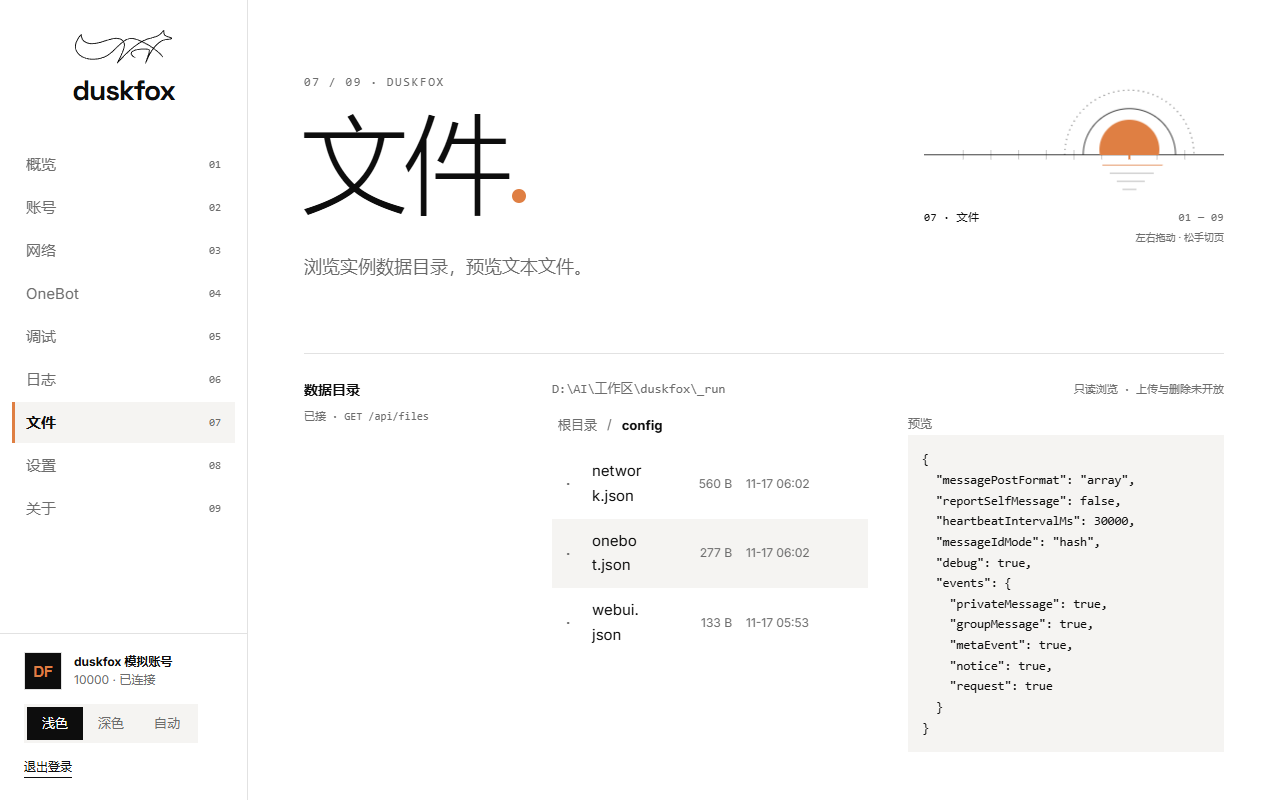 duskfox
概览 01
账号 02
网络 03
OneBot 04
调试 05
日志 06
文件 07
设置 08
关于 09
DF
duskfox 模拟账号
10000 · 已连接
浅色 深色 自动
退出登录
07 / 09 · DUSKFOX
文件.
浏览实例数据目录，预览文本文件。
07 · 文件 01 — 09
左右拖动 · 松手切页
数据目录
已接 · GET /api/files
D:\AI\工作区\duskfox\_run
只读浏览 · 上传与删除未开放
根目录 / config
· networ
k.json
560 B 11-17 06:02
· onebo
t.json
277 B 11-17 06:02
· webui.
json
133 B 11-17 05:53
预览
{
  "messagePostFormat": "array",
  "reportSelfMessage": false,
  "heartbeatIntervalMs": 30000,
  "messageIdMode": "hash",
  "debug": true,
  "events": {
    "privateMessage": true,
    "groupMessage": true,
    "metaEvent": true,
    "notice": true,
    "request": true
  }
}